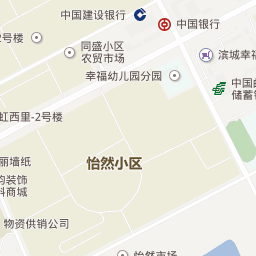 中国建设银行
中国银行
2号楼
同盛小区
农贸市场
滨城幸
幸福幼儿园分园
中国
储蓄
虹西里-2号楼
怡然小区
丽墙纸
装饰
料商城
物资供销公司
怡然市场